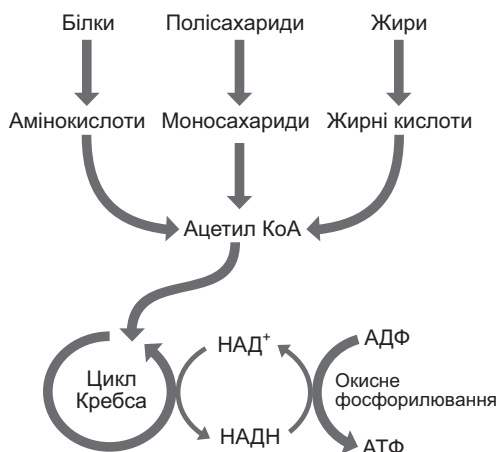 Білки Полісахариди Жири
Амінокислоти Моносахариди Жирні кислоти
Ацетил КоА
НАД⁺ АДФ
Цикл
Кребса
Окисне
фосфорилювання
НАДН АТФ